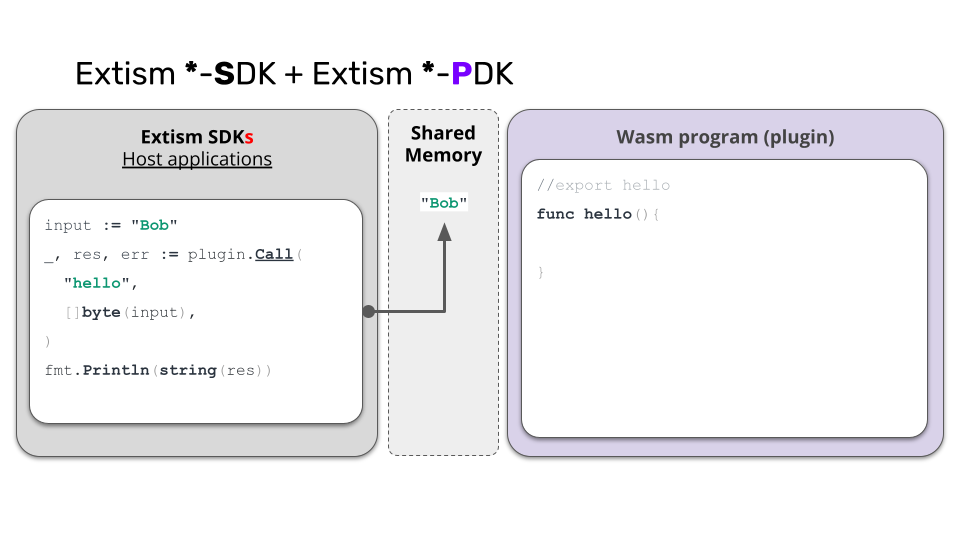 Extism *-SDK + Extism *-PDK
Extism SDKs
Host applications
input := "Bob"
_, res, err := plugin.Call(
"hello",
[]byte(input),
)
fmt.Println(string(res))
Shared
Memory
"Bob"
Wasm program (plugin)
//export hello
func hello(){
}